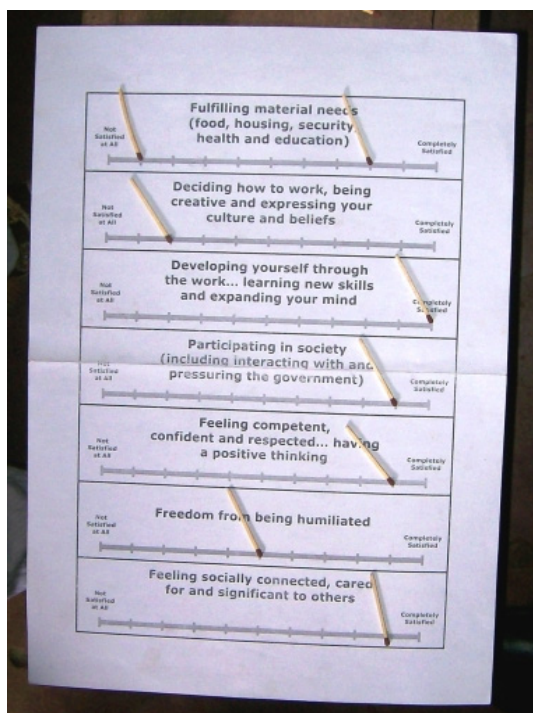 Fulfilling material needs
(food, housing, security,
health and education)
Not
Satisfied
at All
Completely
Satisfied
Deciding how to work, being
creative and expressing your
culture and beliefs
Not
Satisfied
at All
Completely
Satisfied
Developing yourself through
the work... learning new skills
and expanding your mind
Not
Satisfied
at All
Completely
Satisfied
Participating in society
(including interacting with and
pressuring the government)
Not
Satisfied
at All
Completely
Satisfied
Feeling competent,
confident and respected... having
a positive thinking
Not
Satisfied
at All
Completely
Satisfied
Freedom from being humiliated
Not
Satisfied
at All
Completely
Satisfied
Feeling socially connected, cared
for and significant to others
Not
Satisfied
at All
Completely
Satisfied